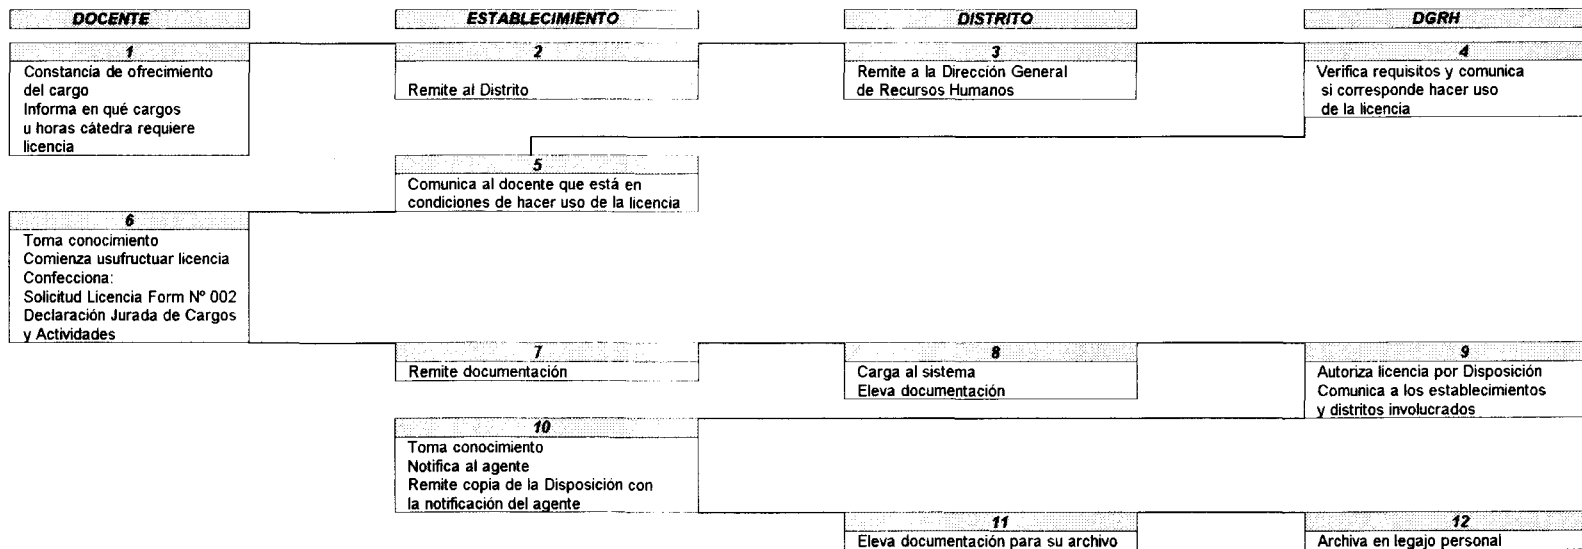 DOCENTE
ESTABLECIMIENTO
DISTRITO
DGRH
1
Constancia de ofrecimiento
del cargo
Informa en qué cargos
u horas cátedra requiere
licencia
2
Remite al Distrito
3
Remite a la Dirección General
de Recursos Humanos
4
Verifica requisitos y comunica
si corresponde hacer uso
de la licencia
5
Comunica al docente que está en
condiciones de hacer uso de la licencia
6
Toma conocimiento
Comienza usufructuar licencia
Confecciona:
Solicitud Licencia Form Nº 002
Declaración Jurada de Cargos
y Actividades
7
Remite documentación
8
Carga al sistema
Eleva documentación
9
Autoriza licencia por Disposición
Comunica a los establecimientos
y distritos involucrados
10
Toma conocimiento
Notifica al agente
Remite copia de la Disposición con
la notificación del agente
11
Eleva documentación para su archivo
12
Archiva en legajo personal